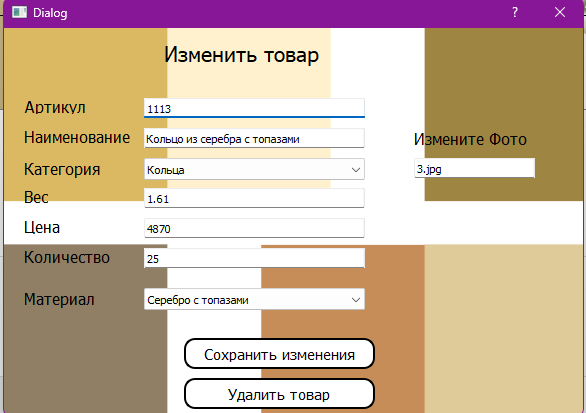 Dialog
?
Изменить товар
Артикул 1113
Наименование Кольцо из серебра с топазами
Измените Фото
Категория Кольца
3.jpg
Вес 1.61
Цена 4870
Количество 25
Материал Серебро с топазами
Сохранить изменения
Удалить товар